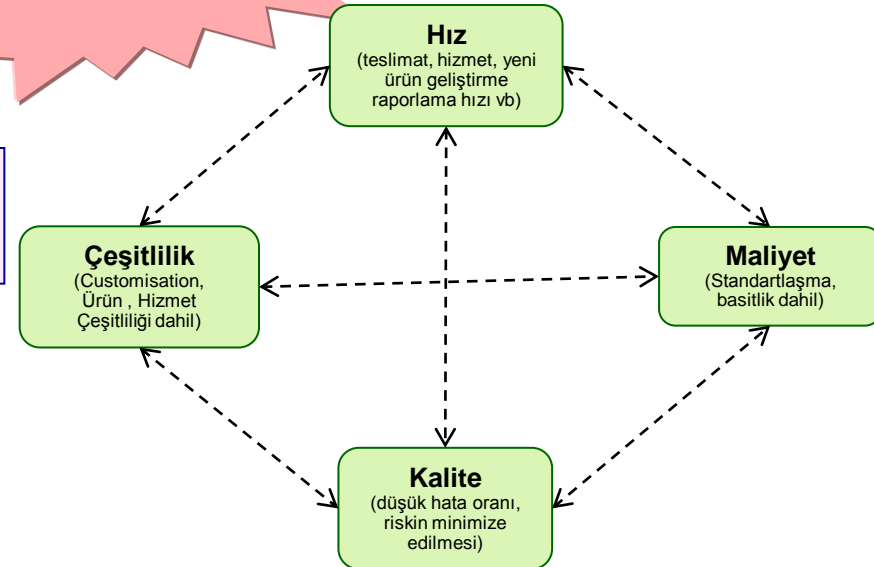 Hız
(teslimat, hizmet, yeni
ürün geliştirme
raporlama hızı vb)
Çeşitlilik
(Customisation,
Ürün , Hizmet
Çeşitliliği dahil)
Maliyet
(Standartlaşma,
basitlik dahil)
Kalite
(düşük hata oranı,
riskin minimize
edilmesi)